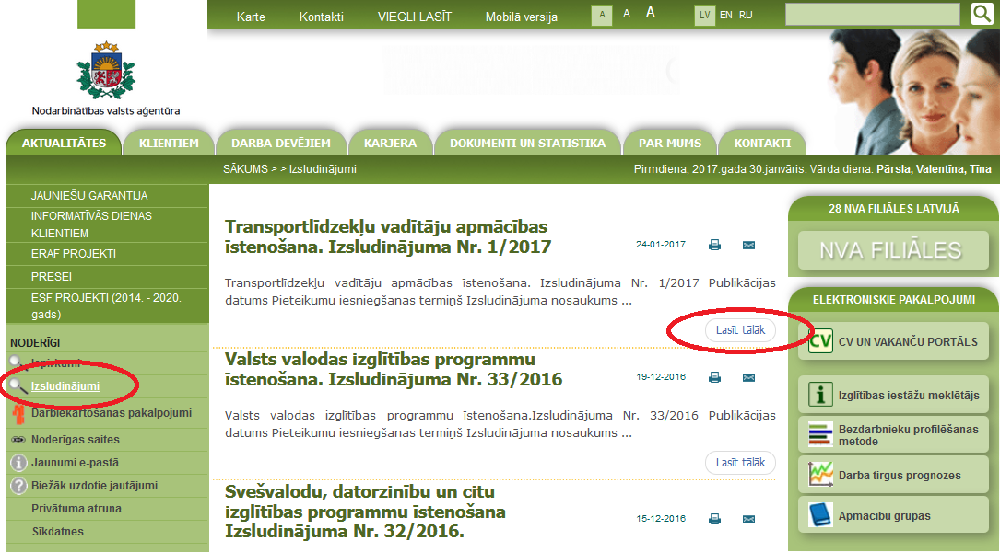 Karte Kontakti VIEGLI LASĪT Mobilā versija A A A LV EN RU
Nodarbinātības valsts aģentūra
AKTUALITĀTES KLIENTIEM DARBA DEVĒJIEM KARJERA DOKUMENTI UN STATISTIKA PAR MUMS KONTAKTI
SĀKUMS > > Izsludinājumi Pirmdiena, 2017.gada 30.janvāris. Vārda diena: Pārsla, Valentīna, Tīna
JAUNIEŠU GARANTIJA
INFORMATĪVĀS DIENAS
KLIENTIEM
ERAF PROJEKTI
PRESEI
ESF PROJEKTI (2014. - 2020.
gads)
NODERĪGI
Iepirkumi
Izsludinājumi
Darbiekārtošanas pakalpojumi
Noderīgas saites
Jaunumi e-pastā
Biežāk uzdotie jautājumi
Privātuma atruna
Sīkdatnes
Transportlīdzekļu vadītāju apmācības
īstenošana. Izsludinājuma Nr. 1/2017
24-01-2017
Transportlīdzekļu vadītāju apmācības īstenošana. Izsludinājuma Nr. 1/2017 Publikācijas
datums Pieteikumu iesniegšanas termiņš Izsludinājuma nosaukums ...
Lasīt tālāk
Valsts valodas izglītības programmu
īstenošana. Izsludinājuma Nr. 33/2016
19-12-2016
Valsts valodas izglītības programmu īstenošana.Izsludinājuma Nr. 33/2016 Publikācijas
datums Pieteikumu iesniegšanas termiņš Izsludinājuma nosaukums ...
Lasīt tālāk
Svešvalodu, datorzinību un citu
izglītības programmu īstenošana
Izsludinājuma Nr. 32/2016.
15-12-2016
28 NVA FILIĀLES LATVIJĀ
NVA FILIĀLES
ELEKTRONISKIE PAKALPOJUMI
CV CV UN VAKANČU PORTĀLS
Izglītības iestāžu meklētājs
Bezdarbnieku profilēšanas
metode
Darba tirgus prognozes
Apmācību grupas